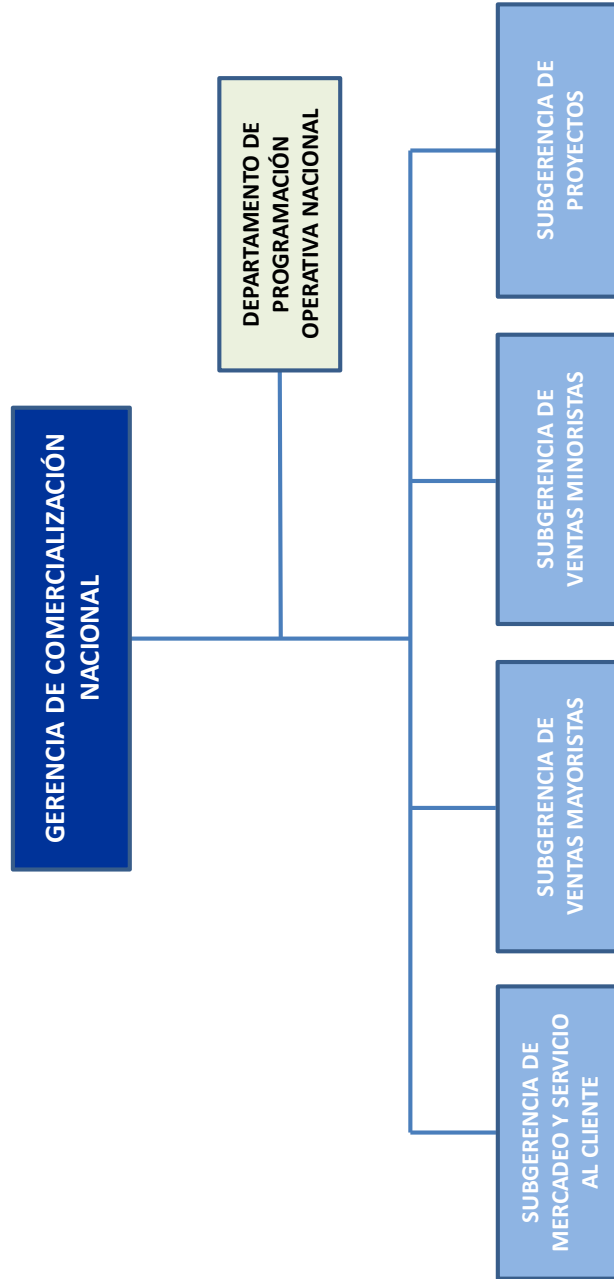 GERENCIA DE COMERCIALIZACIÓN
NACIONAL
DEPARTAMENTO DE
PROGRAMACIÓN
OPERATIVA NACIONAL
SUBGERENCIA DE
MERCADEO Y SERVICIO
AL CLIENTE
SUBGERENCIA DE
VENTAS MAYORISTAS
SUBGERENCIA DE
VENTAS MINORISTAS
SUBGERENCIA DE
PROYECTOS